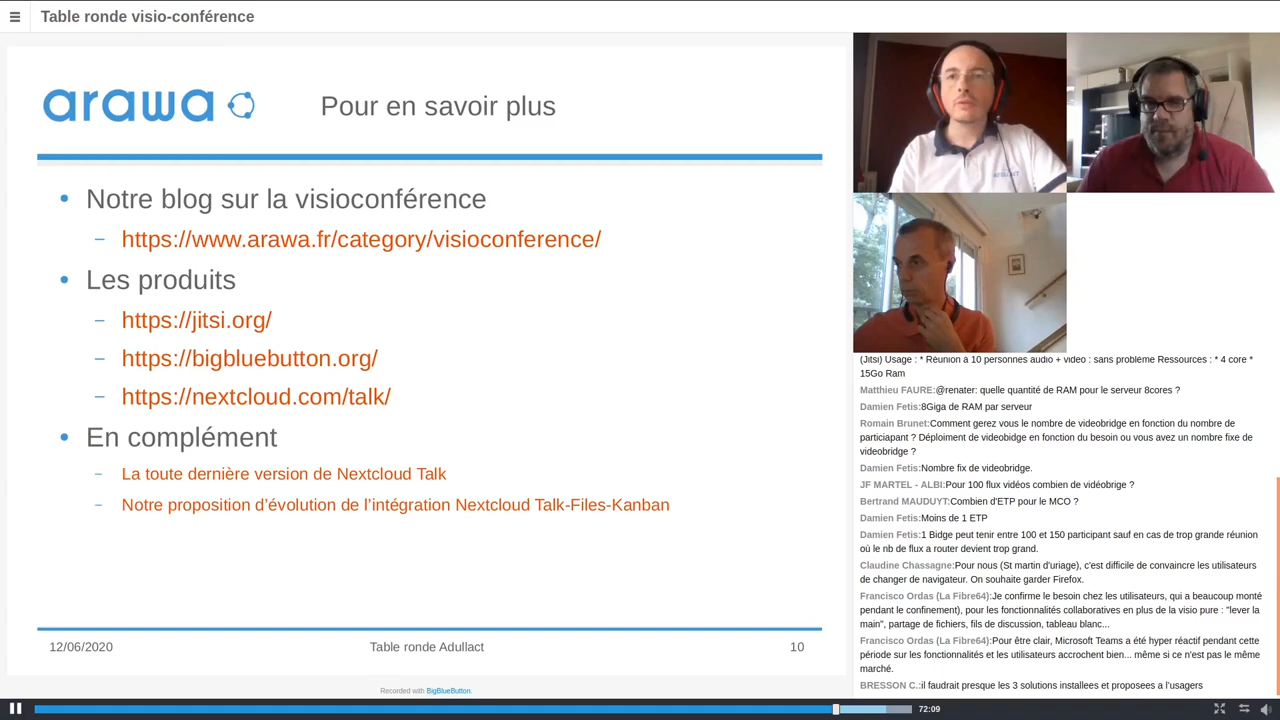 Table ronde visio-conférence
arawa
Pour en savoir plus
Notre blog sur la visioconférence
https://www.arawa.fr/category/visioconference/
Les produits
https://jitsi.org/
https://bigbluebutton.org/
https://nextcloud.com/talk/
En complément
La toute dernière version de Nextcloud Talk
Notre proposition d'évolution de l'intégration Nextcloud Talk-Files-Kanban
12/06/2020
Table ronde Adullact
10
Recorded with BigBlueButton.
ADULLACT
(Jitsi) Usage : * Réunion à 10 personnes audio + video : sans problème Ressources : * 4 core *
15Go Ram
Matthieu FAURE:@renater: quelle quantité de RAM pour le serveur 8cores ?
Damien Fetis:8Giga de RAM par serveur
Romain Brunet:Comment gerez vous le nombre de videobridge en fonction du nombre de
particiapant ? Déploiment de videobidge en fonction du besoin ou vous avez un nombre fixe de
videobridge ?
Damien Fetis:Nombre fix de videobridge.
JF MARTEL - ALBI:Pour 100 flux vidéos combien de vidéobrige ?
Bertrand MAUDUYT:Combien d'ETP pour le MCO ?
Damien Fetis:Moins de 1 ETP
Damien Fetis:1 Bidge peut tenir entre 100 et 150 participant sauf en cas de trop grande réunion
où le nb de flux a router devient trop grand.
Claudine Chassagne:Pour nous (St martin d'uriage), c'est difficile de convaincre les utilisateurs
de changer de navigateur. On souhaite garder Firefox.
Francisco Ordas (La Fibre64):Je confirme le besoin chez les utilisateurs, qui a beaucoup monté
pendant le confinement), pour les fonctionnalités collaboratives en plus de la visio pure : "lever la
main", partage de fichiers, fils de discussion, tableau blanc...
Francisco Ordas (La Fibre64):Pour être clair, Microsoft Teams a été hyper réactif pendant cette
période sur les fonctionnalités et les utilisateurs accrochent bien... même si ce n'est pas le même
marché.
BRESSON C.:il faudrait presque les 3 solutions installees et proposees a l'usagers
72:09